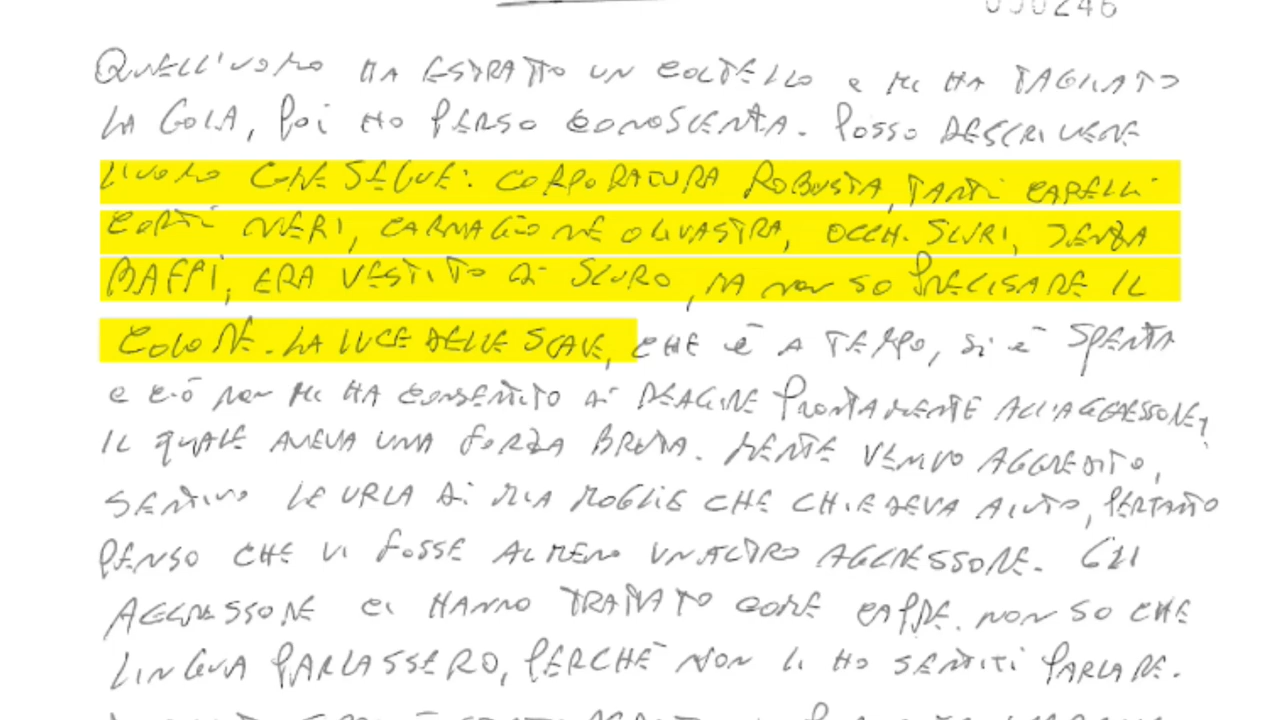 030246
QUELL'UOMO HA ESTRATTO UN COLTELLO e MI HA TAGLIATO
LA GOLA, POI HO PERSO CONOSCENZA. POSSO DESCRIVERE
L'UOMO COME SEGUE: CORPORATURA ROBUSTA, TANTI CAPELLI
CORTI NERI, CARNAGIONE OLIVASTRA, OCCHI SCURI, SENZA
BAFFI, ERA VESTITO DI SCURO, MA NON SO PRECISARE IL
COLORE. LA LUCE DELLE SCALE, CHE È A TEMPO, SI È SPENTA
e CIÒ NON MI HA CONSENTITO DI REAGIRE PRONTAMENTE ALL'AGGRESSORE,
IL QUALE AVEVA UNA FORZA BRUTA. MENTRE VENIVO AGGREDITO,
SENTIVO LE URLA DI MIA MOGLIE CHE CHIEDEVA AIUTO, PERTANTO
PENSO CHE VI FOSSE ALMENO UN ALTRO AGGRESSORE. GLI
AGGRESSORE CI HANNO TRATTATO COME CAPRE. NON SO CHE
LINGUA PARLASSERO, PERCHÈ NON LI HO SENTITI PARLARE.